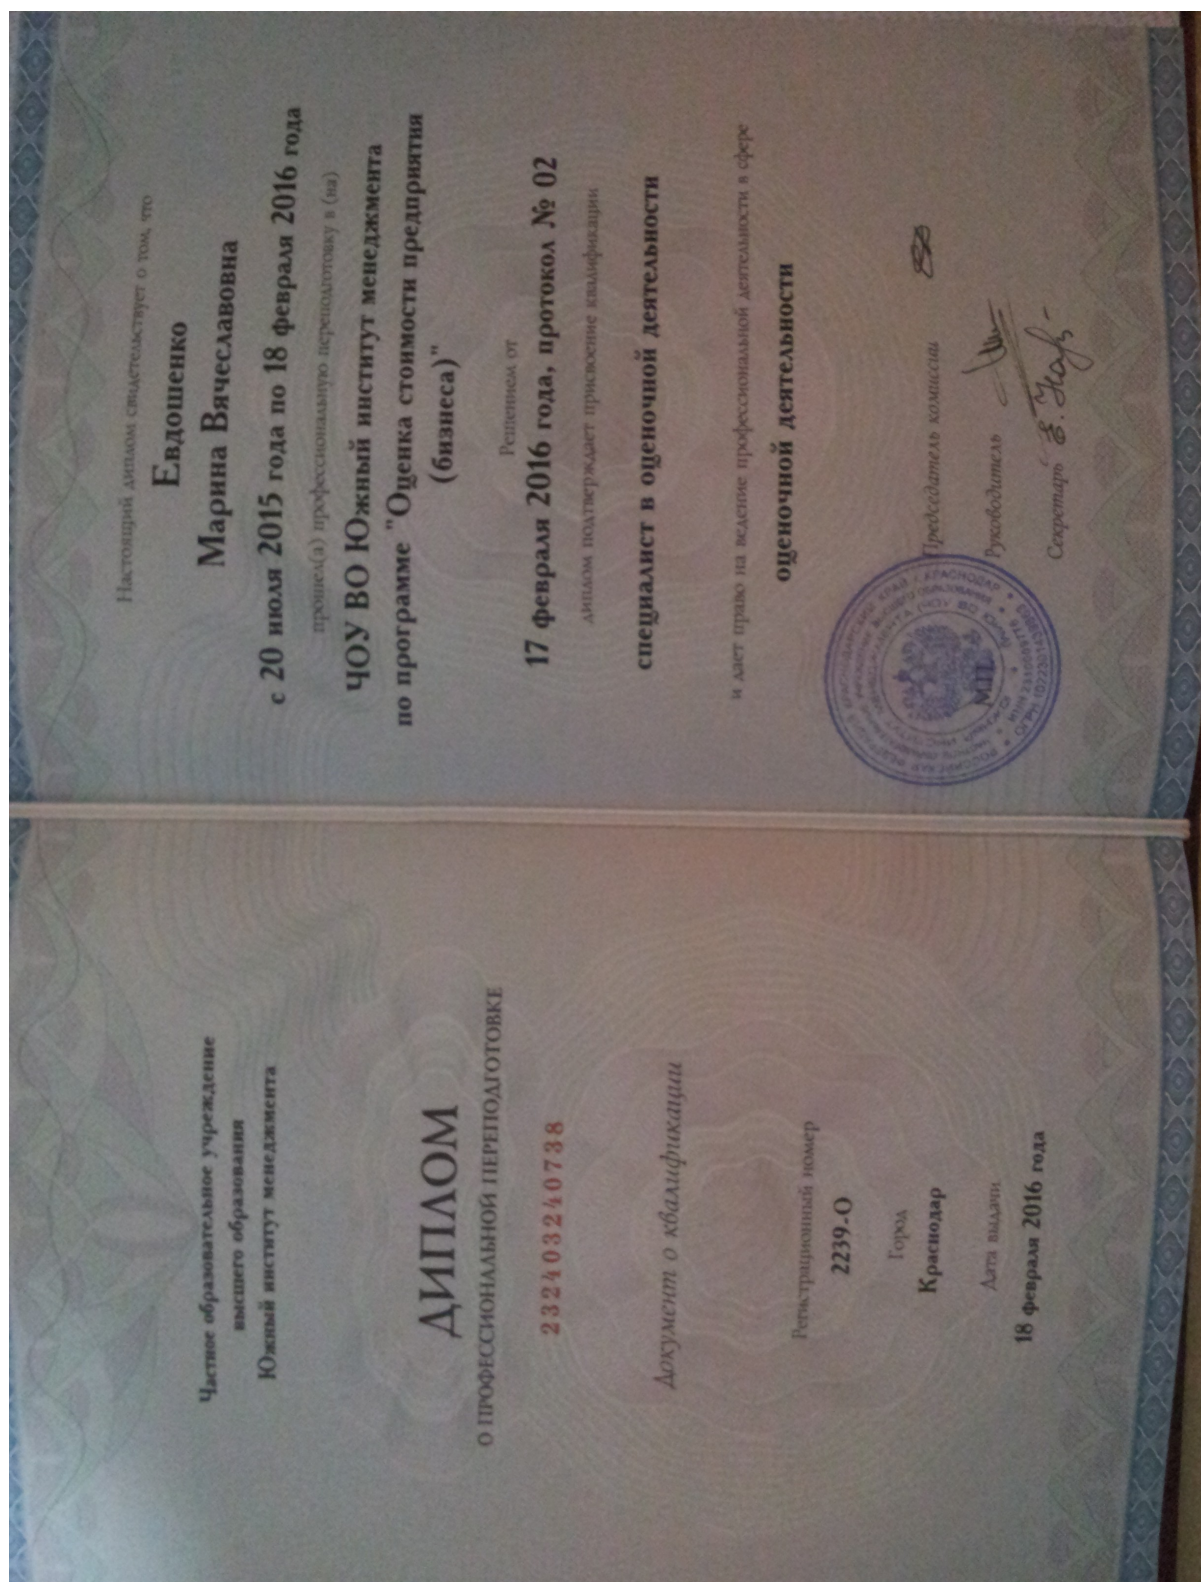 Частное образовательное учреждение
высшего образования
Южный институт менеджмента
ДИПЛОМ
О ПРОФЕССИОНАЛЬНОЙ ПЕРЕПОДГОТОВКЕ
232403240738
Документ о квалификации
Регистрационный номер
2239-О
Город
Краснодар
Дата выдачи
18 февраля 2016 года
Настоящий диплом свидетельствует о том, что
Евдошенко
Марина Вячеславовна
с 20 июля 2015 года по 18 февраля 2016 года
прошел(а) профессиональную переподготовку в (на)
ЧОУ ВО Южный институт менеджмента
по программе "Оценка стоимости предприятия
(бизнеса)"
Решением от
17 февраля 2016 года, протокол № 02
диплом подтверждает присвоение квалификации
специалист в оценочной деятельности
и дает право на ведение профессиональной деятельности в сфере
оценочной деятельности
Председатель комиссии
Руководитель
Секретарь
М.П.